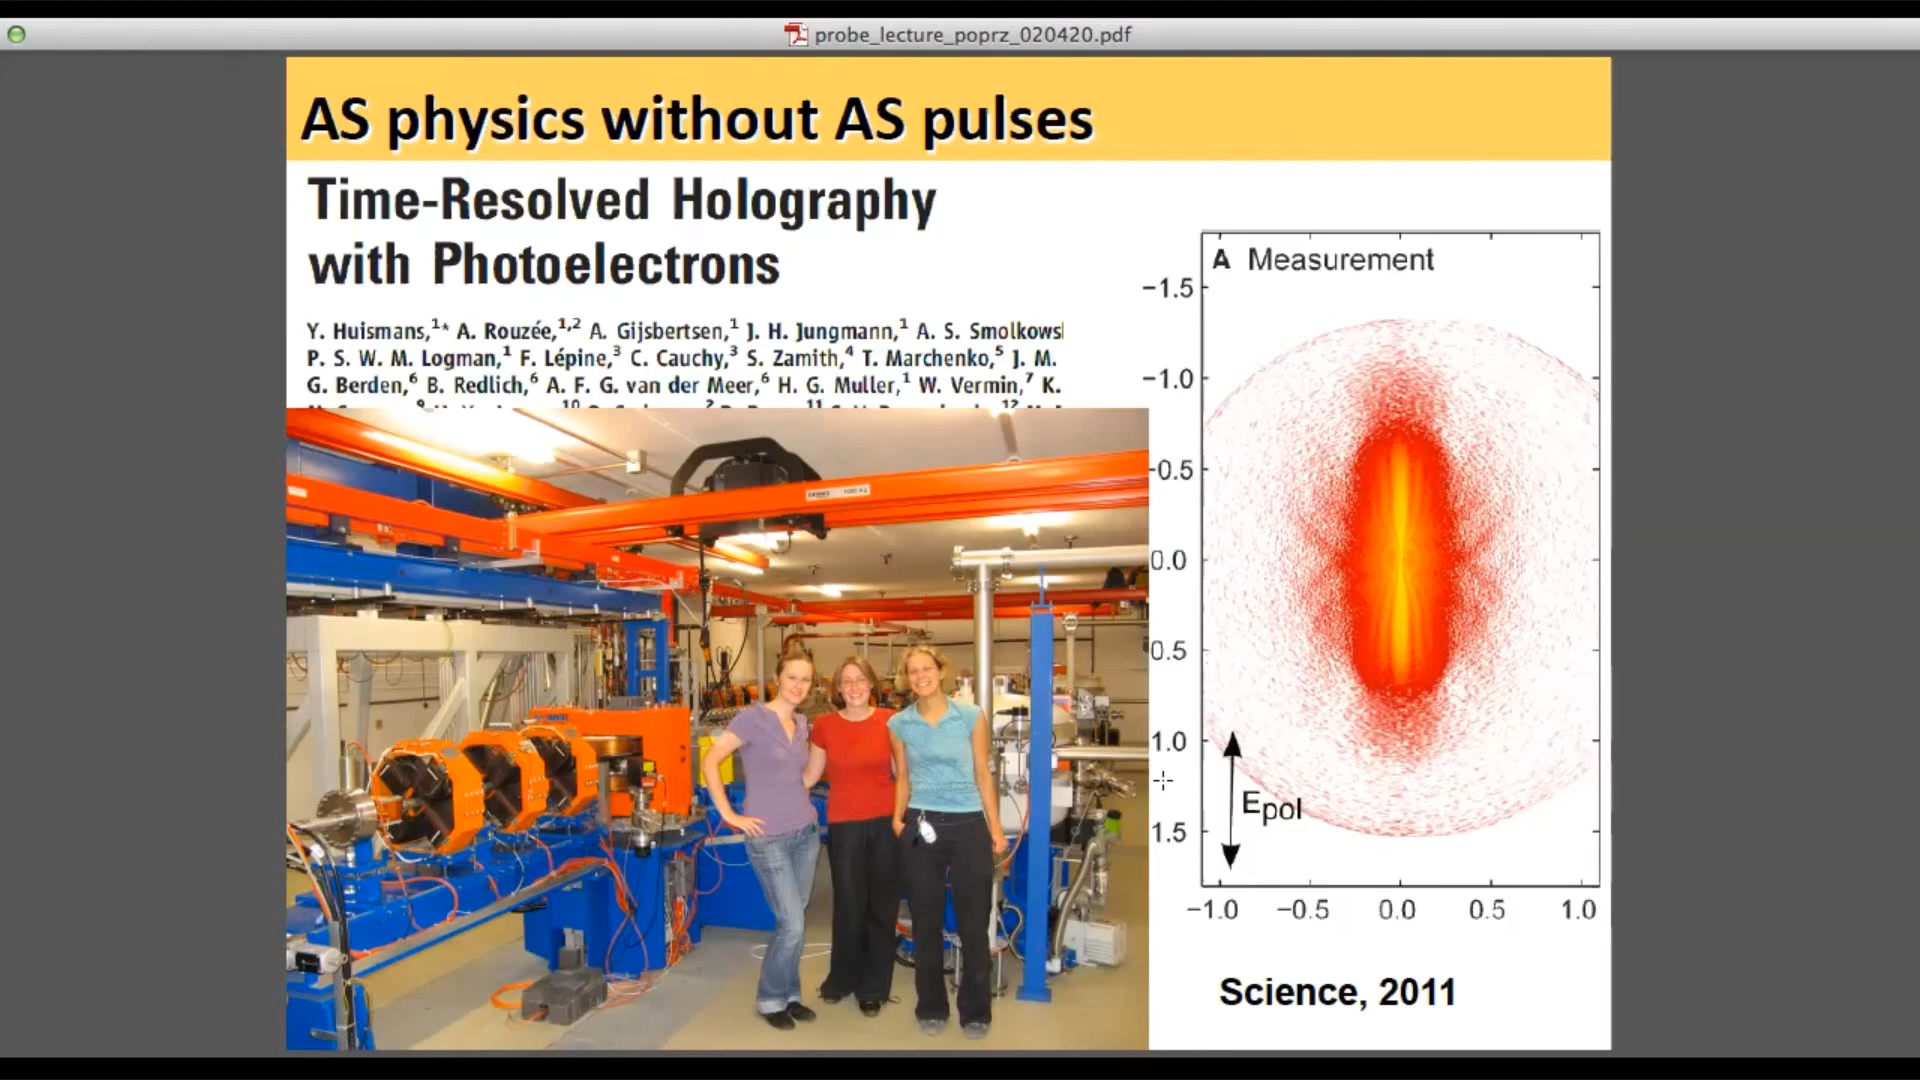 probe_lecture_poprz_020420.pdf
AS physics without AS pulses
Time-Resolved Holography
with Photoelectrons
Y. Huismans,1* A. Rouzée,1,2 A. Gijsbertsen,1 J. H. Jungmann,1 A. S.
P. S. W. M. Logman,1 F. Lépine,3 C. Cauchy,3 S. Zamith,4 T. Marchenko,5 J. M.
G. Berden,6 B. Redlich,6 A. F. G. van der Meer,6 H. G. Muller,1 W. Vermin,7 K.
A Measurement
−1.5
−1.0
-0.5
0.0
0.5
1.0
1.5
Epol
−1.0 −0.5 0.0 0.5 1.0
Science, 2011